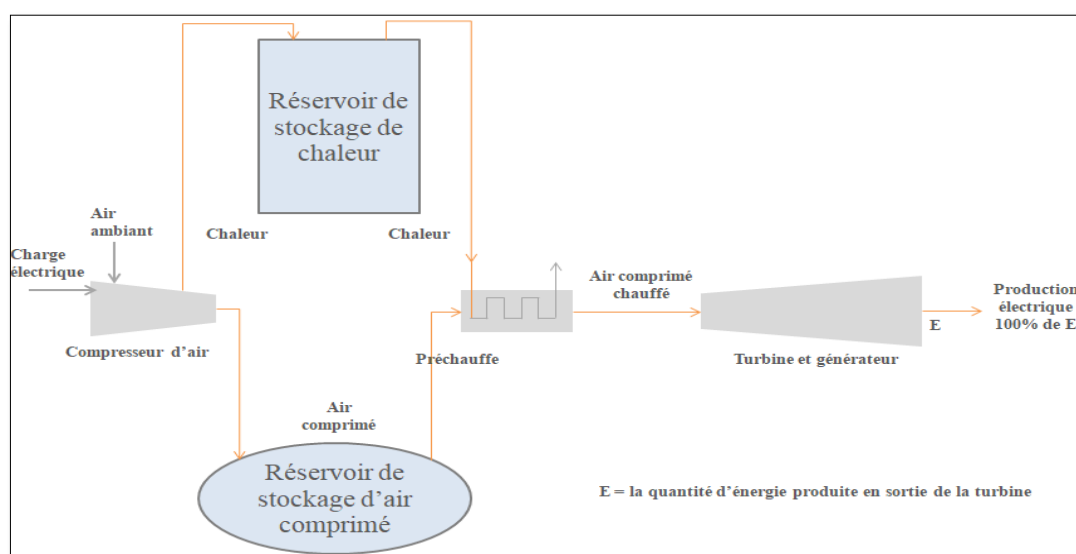 Réservoir de
stockage de
chaleur
Air
ambiant
Chaleur
Chaleur
Charge
électrique
Air comprimé
chauffé
Production
électrique
100% de E
E
Compresseur d’air
Préchauffe
Turbine et générateur
Air
comprimé
Réservoir de
stockage d’air
comprimé
E = la quantité d’énergie produite en sortie de la turbine